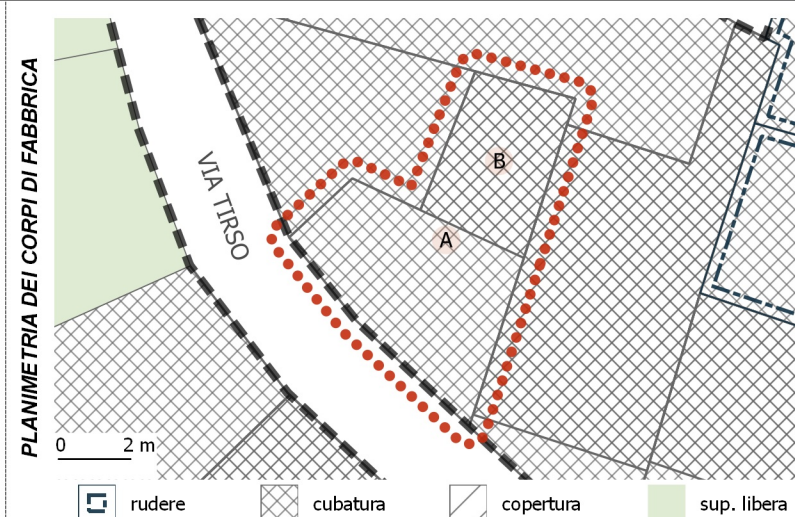 PLANIMETRIA DEI CORPI DI FABBRICA
VIA TIRSO
B
A
0 2 m
rudere cubatura copertura sup. libera